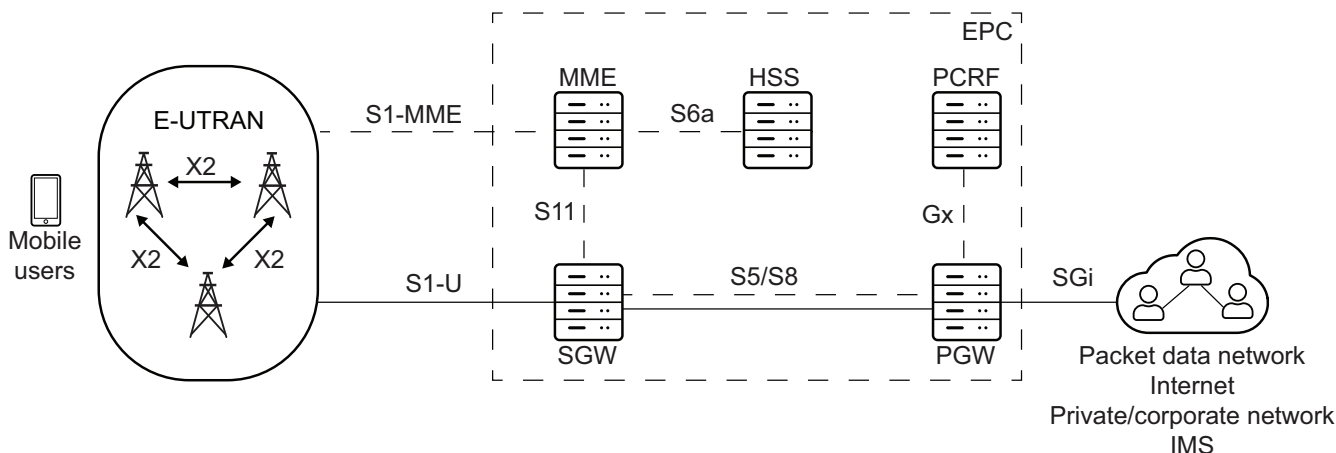 EPC
MME
HSS
PCRF
S1-MME
S6a
E-UTRAN
X2
X2
X2
Mobile
users
S11
Gx
S1-U
S5/S8
SGi
SGW
PGW
Packet data network
Internet
Private/corporate network
IMS